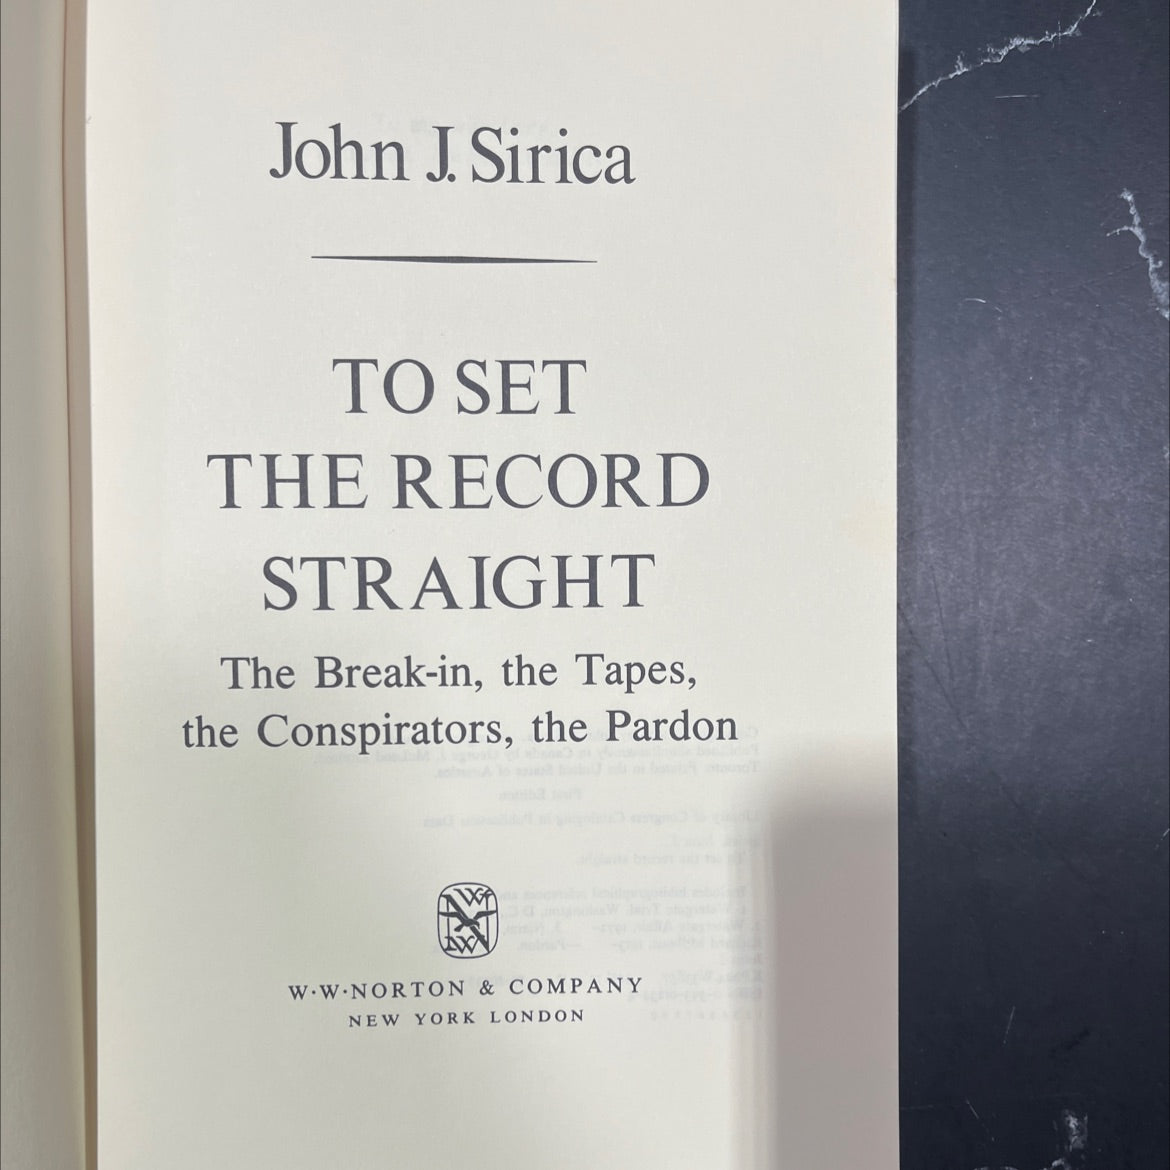 John J. Sirica
TO SET
THE RECORD
STRAIGHT
The Break-in, the Tapes,
the Conspirators, the Pardon
W·W·NORTON & COMPANY
NEW YORK LONDON